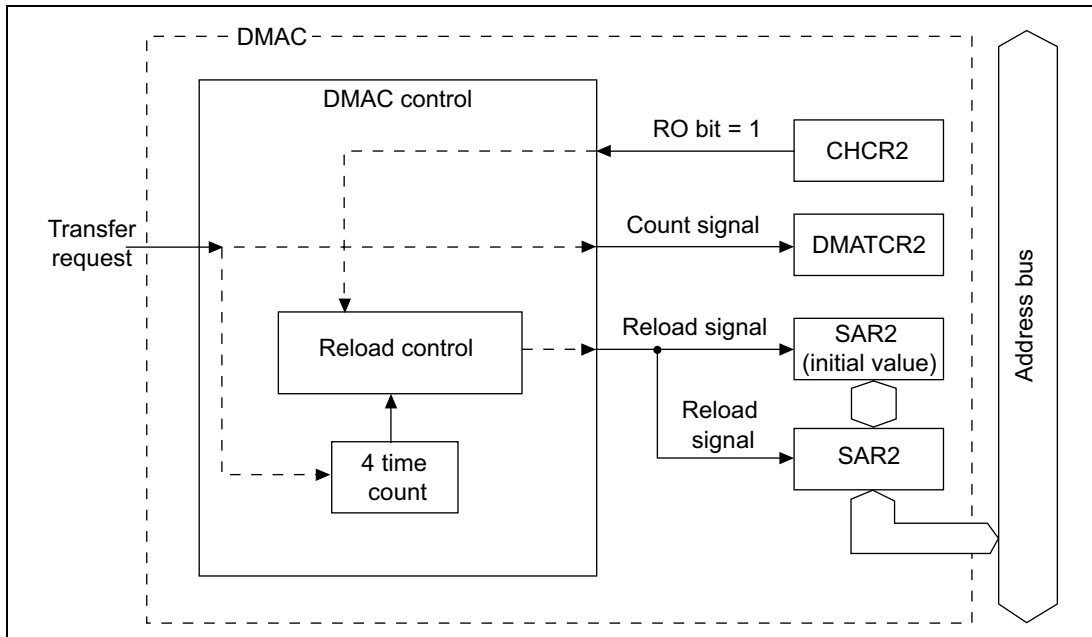 DMAC
DMAC control
RO bit = 1
CHCR2
Transfer
request
Count signal
DMATCR2
Reload control
Reload signal
SAR2
(initial value)
Reload
signal
SAR2
4 time
count
Address bus